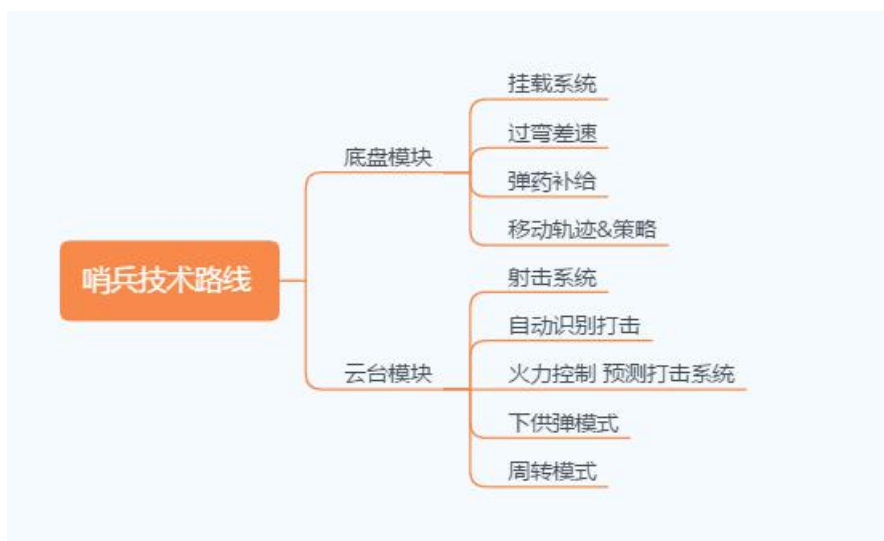 哨兵技术路线
底盘模块
挂载系统
过弯差速
弹药补给
移动轨迹&策略
云台模块
射击系统
自动识别打击
火力控制 预测打击系统
下供弹模式
周转模式